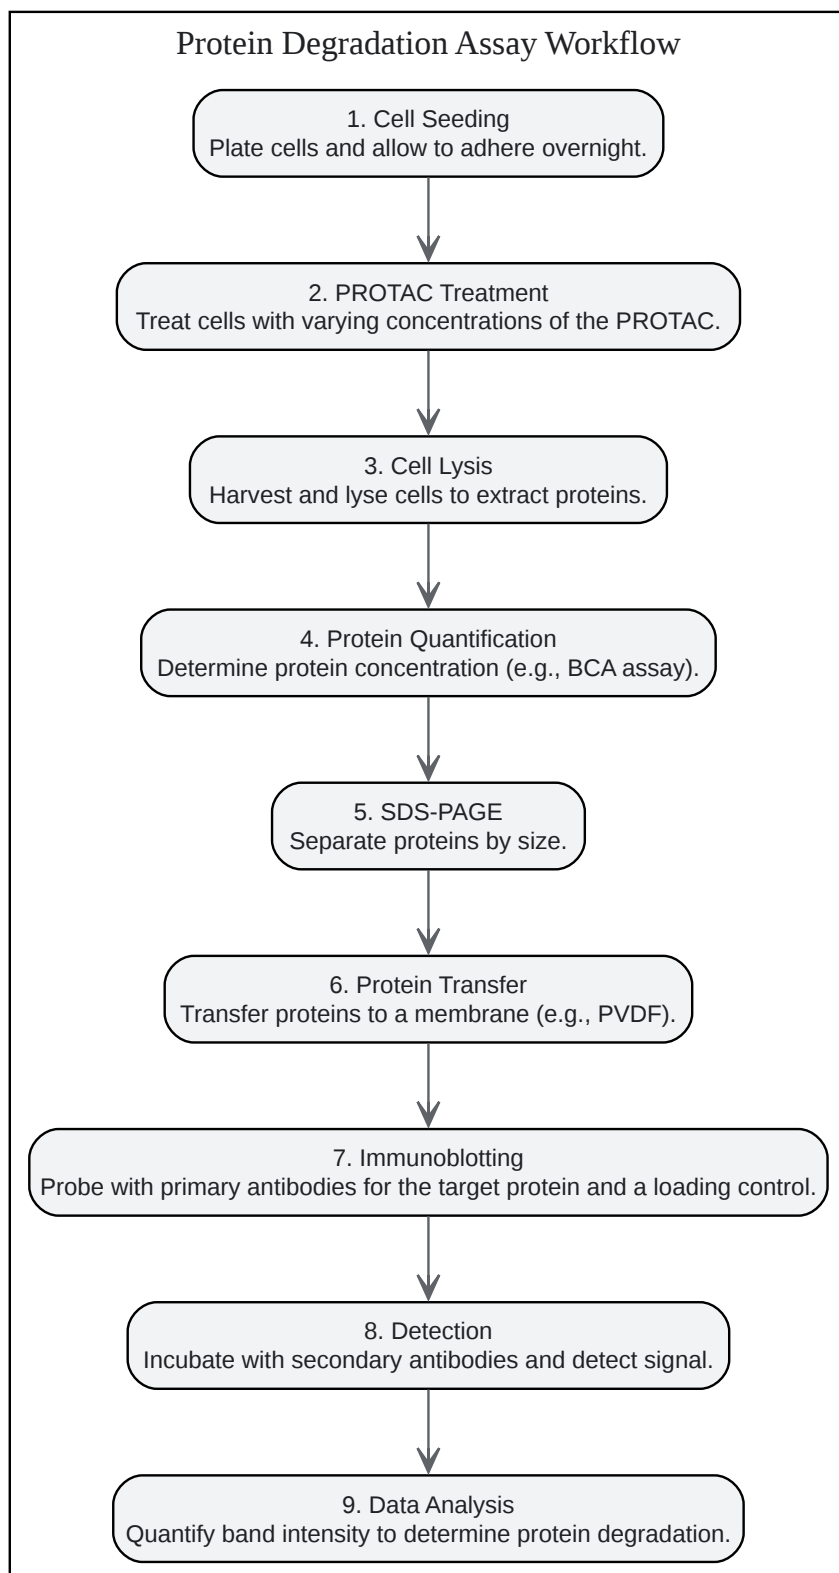 Protein Degradation Assay Workflow
1. Cell Seeding
Plate cells and allow to adhere overnight.
2. PROTAC Treatment
Treat cells with varying concentrations of the PROTAC.
3. Cell Lysis
Harvest and lyse cells to extract proteins.
4. Protein Quantification
Determine protein concentration (e.g., BCA assay).
5. SDS-PAGE
Separate proteins by size.
6. Protein Transfer
Transfer proteins to a membrane (e.g., PVDF).
7. Immunoblotting
Probe with primary antibodies for the target protein and a loading control.
8. Detection
Incubate with secondary antibodies and detect signal.
9. Data Analysis
Quantify band intensity to determine protein degradation.